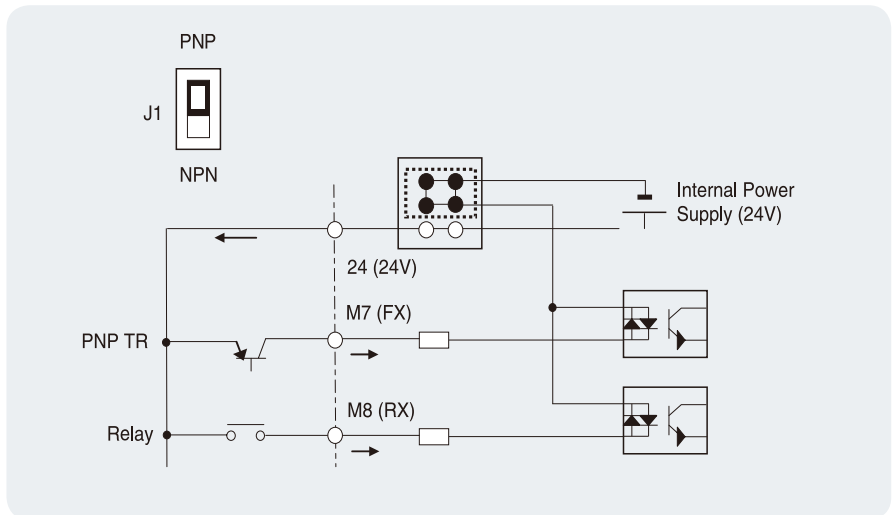 PNP
J1
NPN
Internal Power
Supply (24V)
24 (24V)
M7 (FX)
PNP TR
M8 (RX)
Relay